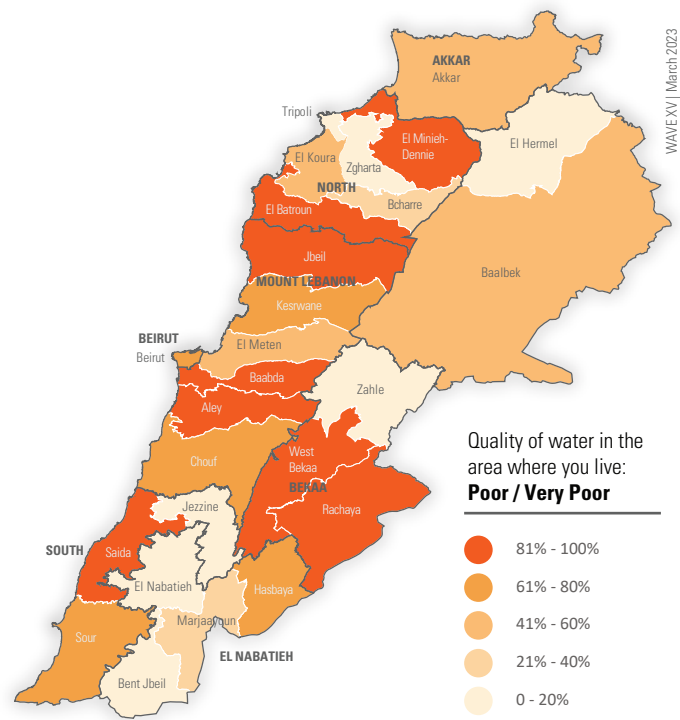 WAVE XV | March 2023
AKKAR
Akkar
Tripoli
El Minieh-
Dennie
El Hermel
El Koura
Zgharta
NORTH
Bcharre
El Batroun
Jbeil
Baalbek
MOUNT LEBANON
Kesrwane
El Meten
BEIRUT
Beirut
Baabda
Zahle
Aley
Chouf
West
Bekaa
BEKAA
Jezzine
Rachaya
SOUTH
Saida
El Nabatieh
Hasbaya
Marjaayoun
Sour
EL NABATIEH
Bent Jbeil
Quality of water in the
area where you live:
Poor / Very Poor
81% - 100%
61% - 80%
41% - 60%
21% - 40%
0 - 20%